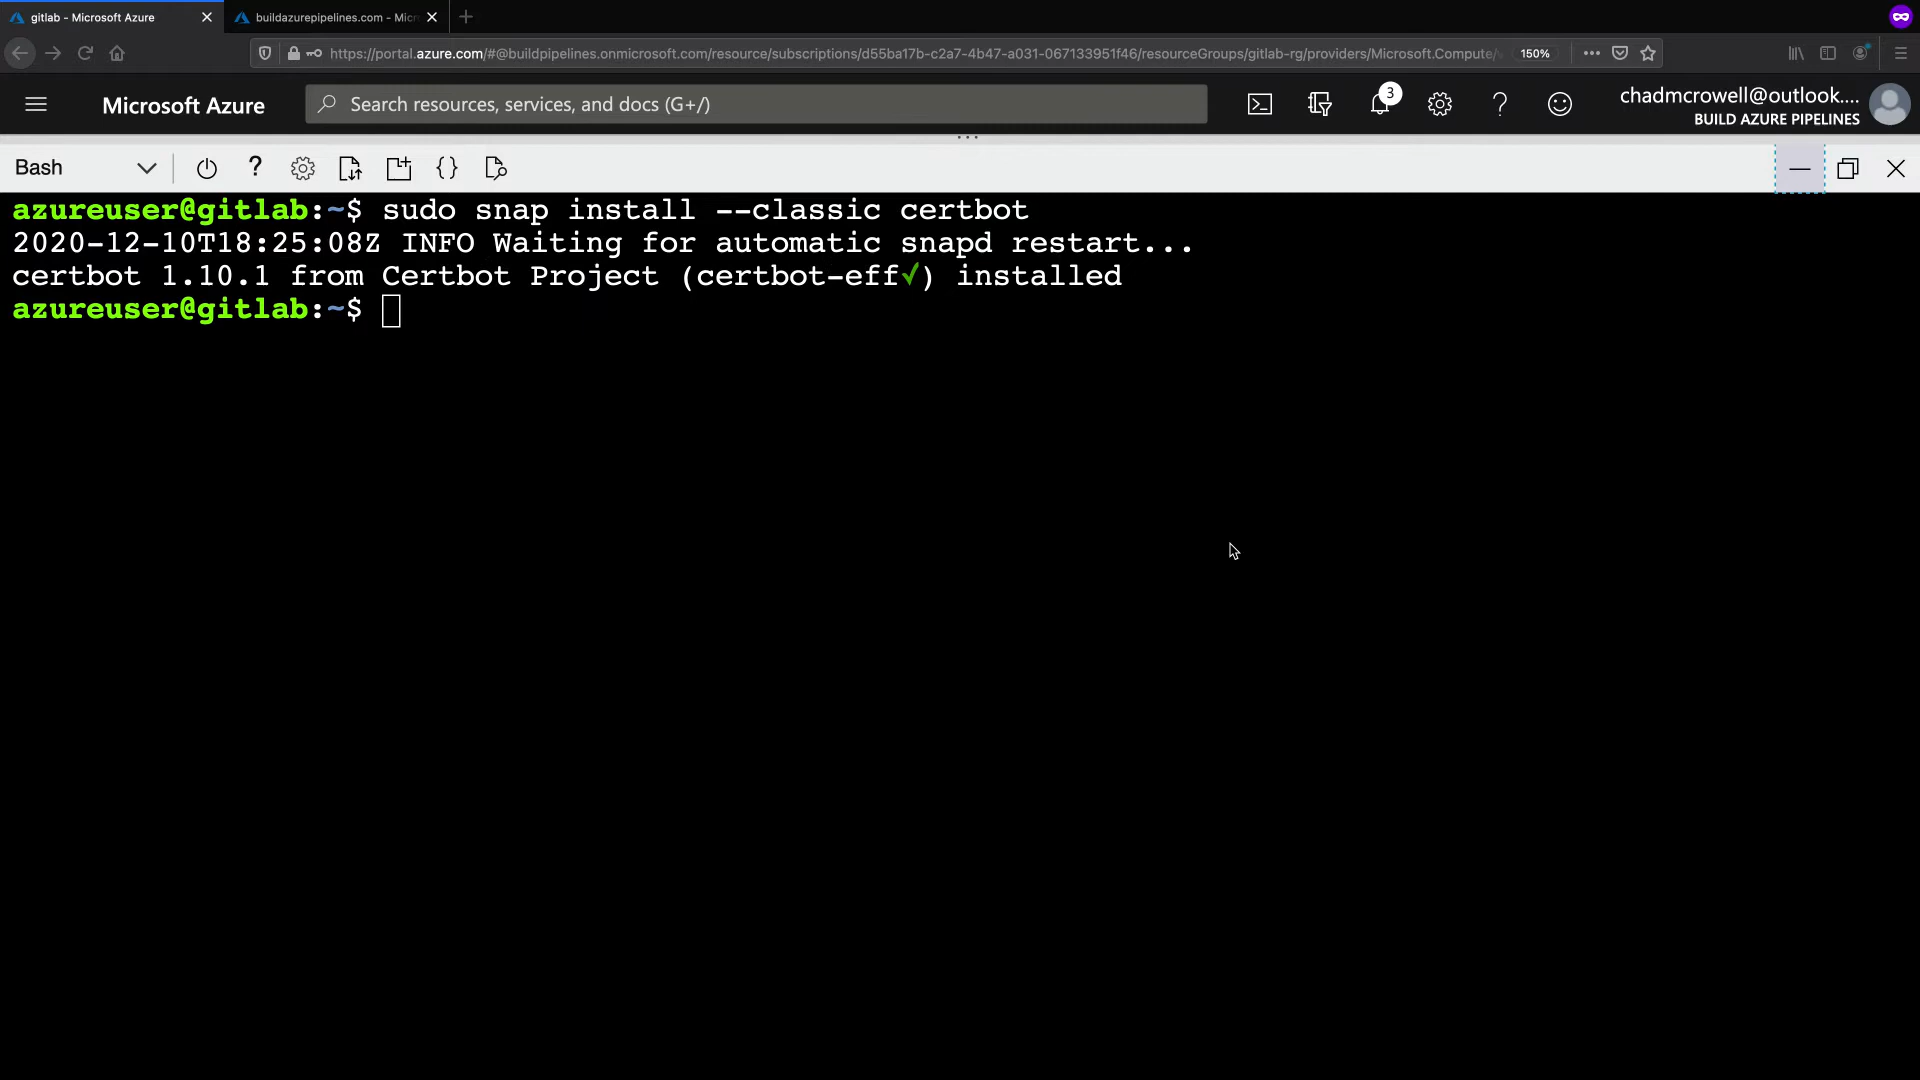 gitlab - Microsoft Azure
buildazurepipelines.com - Micr
https://portal.azure.com/#@buildpipelines.onmicrosoft.com/resource/subscriptions/d55ba17b-c2a7-4b47-a031-067133951f46/resourceGroups/gitlab-rg/providers/Microsoft.Compute/
150%
Microsoft Azure
Search resources, services, and docs (G+/)
3
chadmcrowell@outlook....
BUILD AZURE PIPELINES
Bash
azureuser@gitlab:~$ sudo snap install --classic certbot
2020-12-10T18:25:08Z INFO Waiting for automatic snapd restart...
certbot 1.10.1 from Certbot Project (certbot-eff✓) installed
azureuser@gitlab:~$